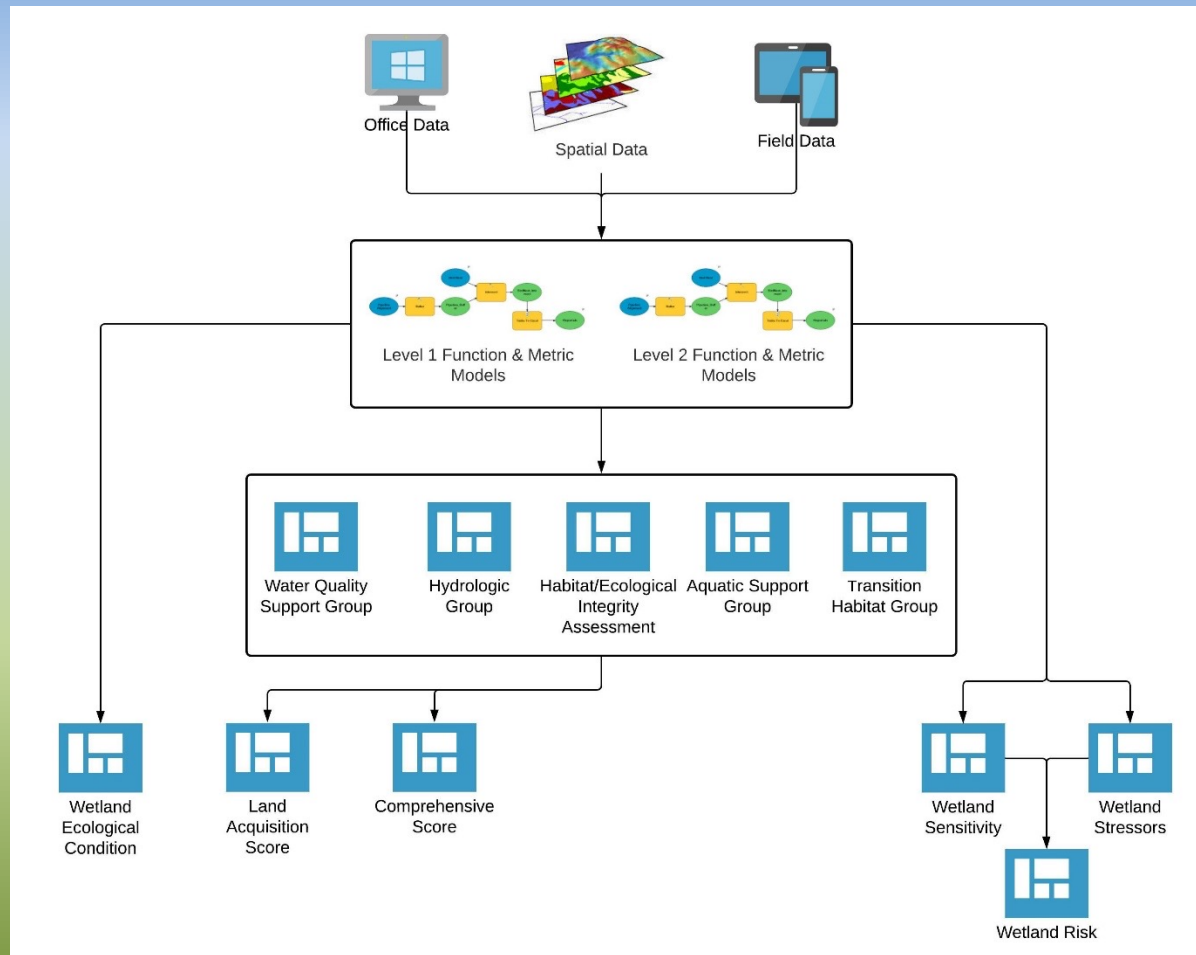 Office Data
Spatial Data
Field Data
Level 1 Function & Metric
Models
Level 2 Function & Metric
Models
Water Quality
Support Group
Hydrologic
Group
Habitat/Ecological
Integrity
Assessment
Aquatic Support
Group
Transition
Habitat Group
Wetland
Ecological
Condition
Land
Acquisition
Score
Comprehensive
Score
Wetland
Sensitivity
Wetland
Stressors
Wetland Risk